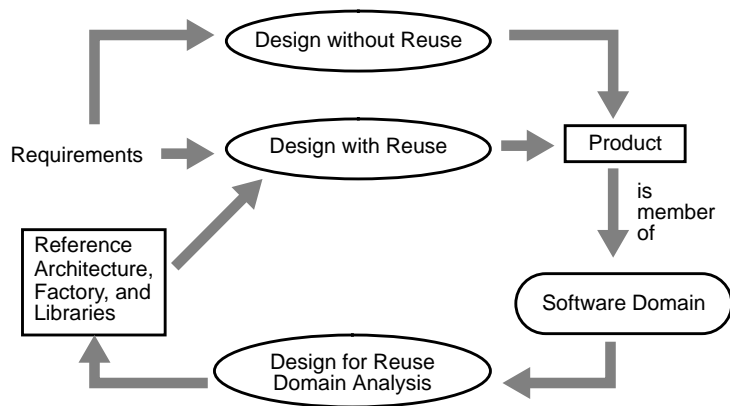 Design without Reuse
Requirements
Design with Reuse
Product
is
member
of
Reference
Architecture,
Factory, and
Libraries
Software Domain
Design for Reuse
Domain Analysis